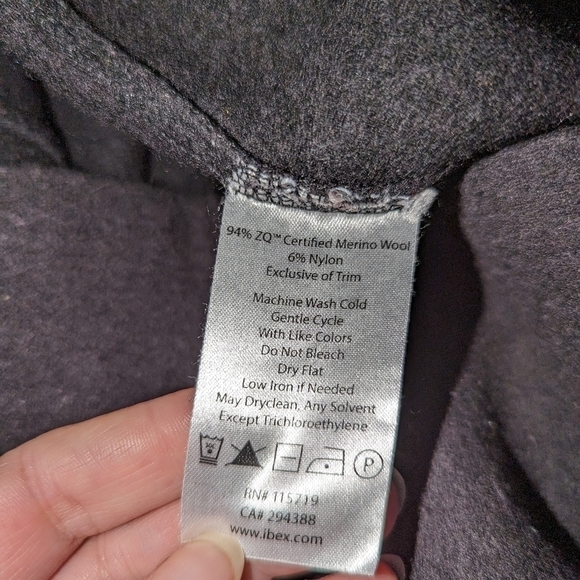 94% ZQ™ Certified Merino Wool
6% Nylon
Exclusive of Trim
Machine Wash Cold
Gentle Cycle
With Like Colors
Do Not Bleach
Dry Flat
Low Iron if Needed
May Dryclean, Any Solvent
Except Trichloroethylene
P
RN# 115719
CA# 294388
www.ibex.com